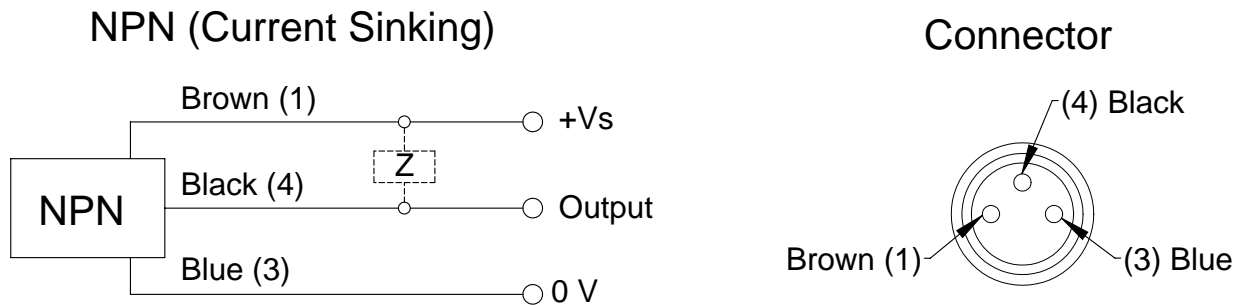 NPN (Current Sinking)
Connector
Brown (1)
+Vs
Z
Black (4)
NPN
Output
Blue (3)
0 V
(4) Black
Brown (1)
(3) Blue